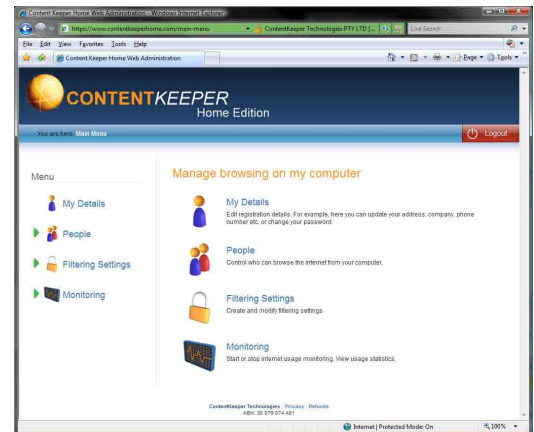 Content Keeper Home Web Administration - Windows Internet Explorer
https://www.contentkeeperhome.com/main-menu
ContentKeeper Technologies PTY LTD [...
Live Search
File Edit View Favorites Tools Help
Content Keeper Home Web Administration
Page Tools
CONTENTKEEPER
Home Edition
You are here: Main Menu
Logout
Menu
My Details
People
Filtering Settings
Monitoring
Manage browsing on my computer
My Details
Edit registration details. For example, here you can update your address, company, phone
number etc, or change your password.
People
Control who can browse the internet from your computer.
Filtering Settings
Create and modify filtering settings.
Monitoring
Start or stop internet usage monitoring. View usage statistics.
ContentKeeper Technologies Privacy Refunds
Internet | Protected Mode: On
100%